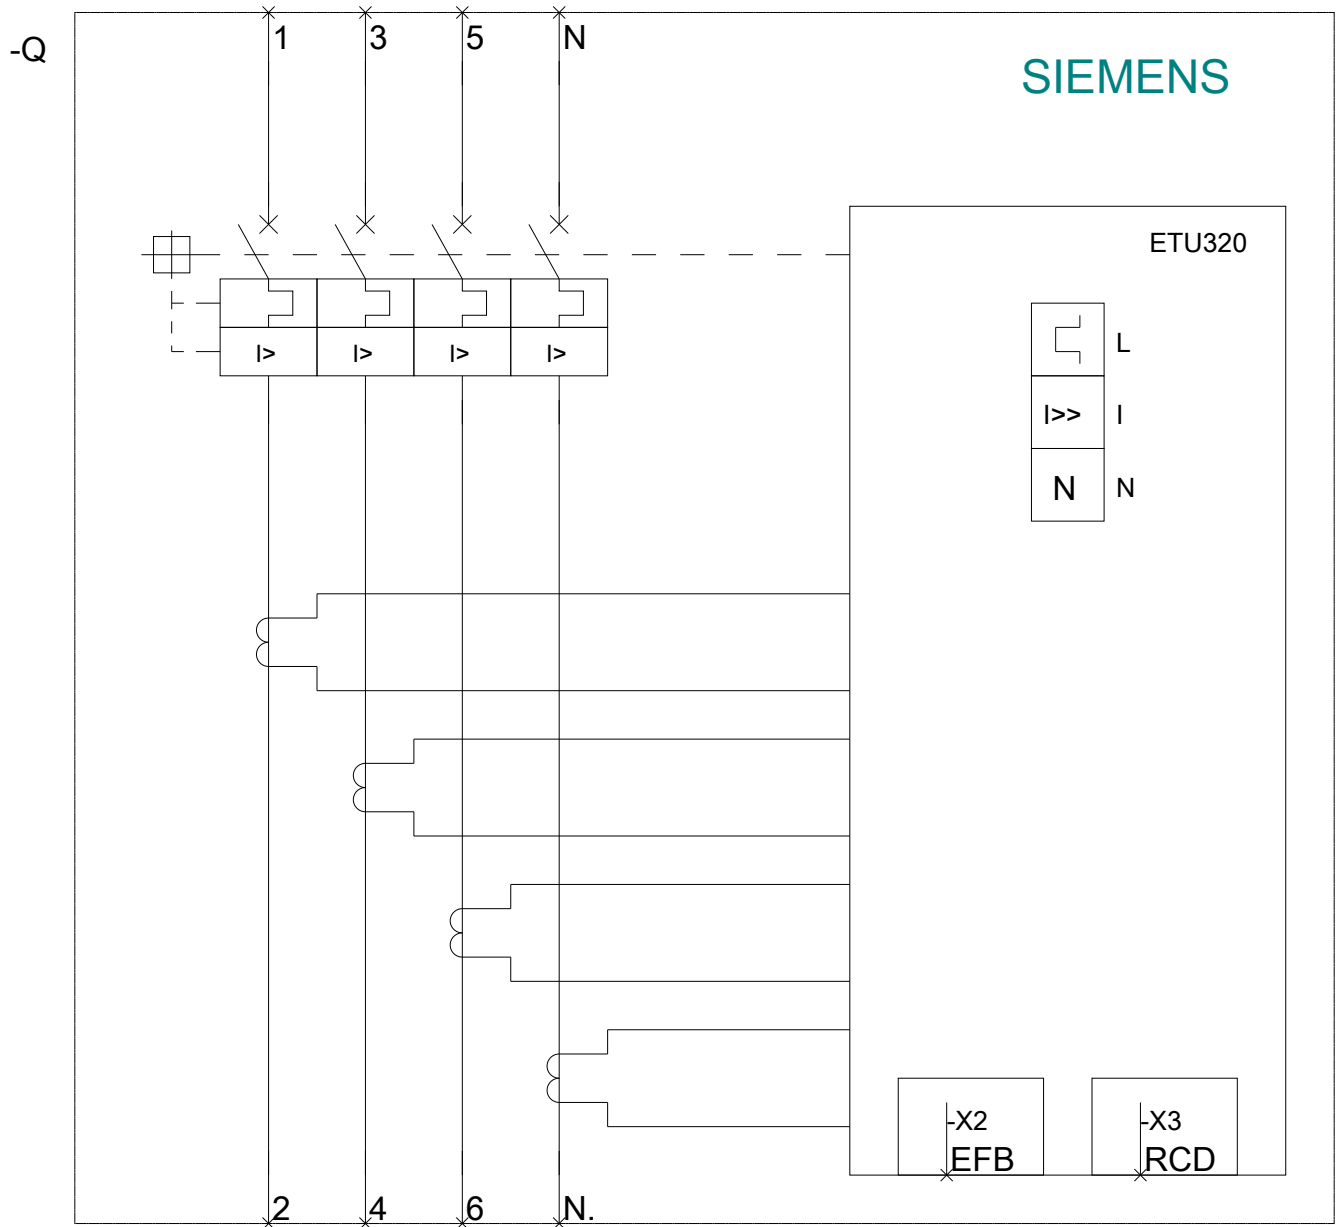 1 3 5 N
-Q
SIEMENS
ETU320
I> I> I> I>
L
I>> I
N N
-X2 -X3
EFB RCD
2 4 6 N.